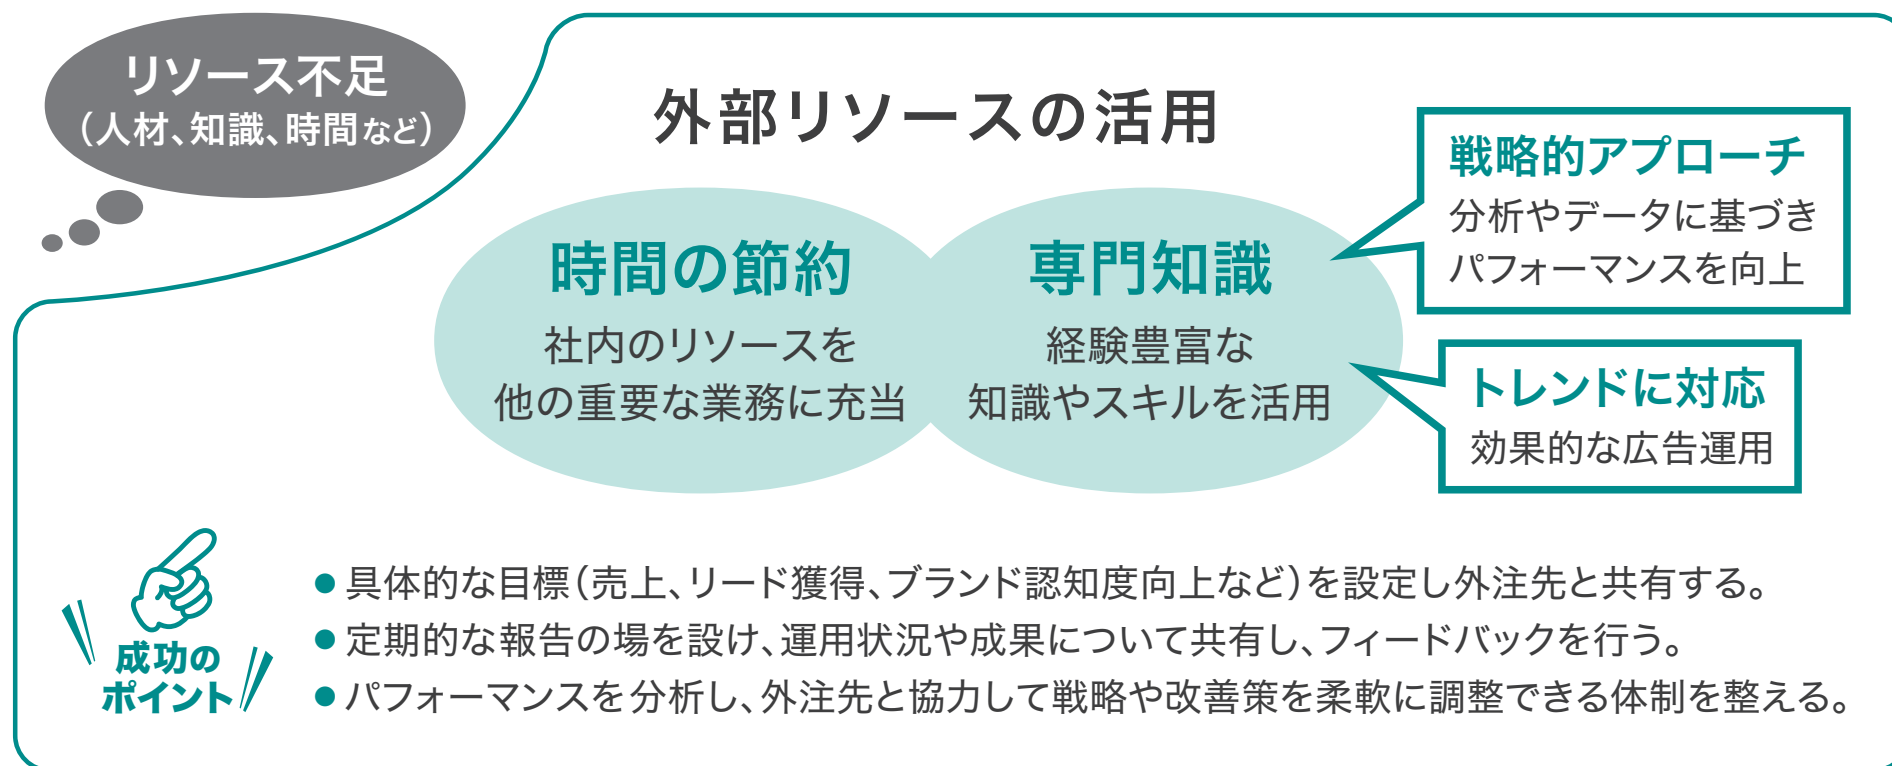 リソース不足
（人材、知識、時間など）
外部リソースの活用
時間の節約
社内のリソースを
他の重要な業務に充当
専門知識
経験豊富な
知識やスキルを活用
戦略的アプローチ
分析やデータに基づき
パフォーマンスを向上
トレンドに対応
効果的な広告運用
成功の
ポイント
●具体的な目標（売上、リード獲得、ブランド認知度向上など）を設定し外注先と共有する。
●定期的な報告の場を設け、運用状況や成果について共有し、フィードバックを行う。
●パフォーマンスを分析し、外注先と協力して戦略や改善策を柔軟に調整できる体制を整える。